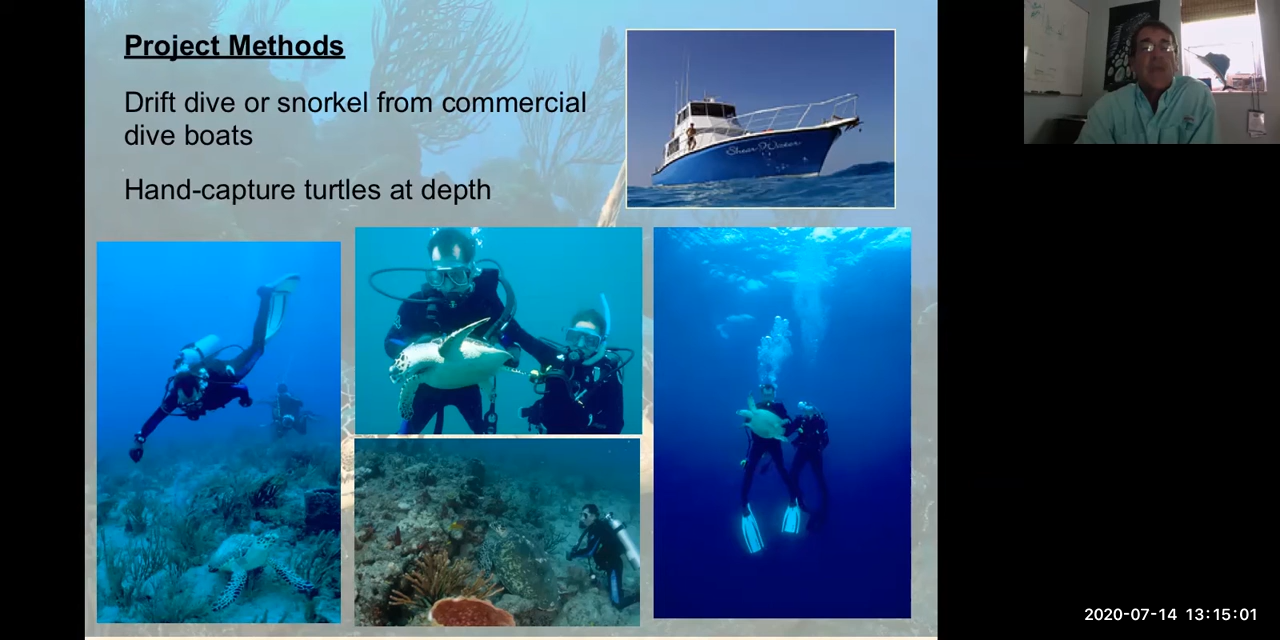 Project Methods
Drift dive or snorkel from commercial
dive boats
Hand-capture turtles at depth
Shear Water
2020-07-14 13:15:01